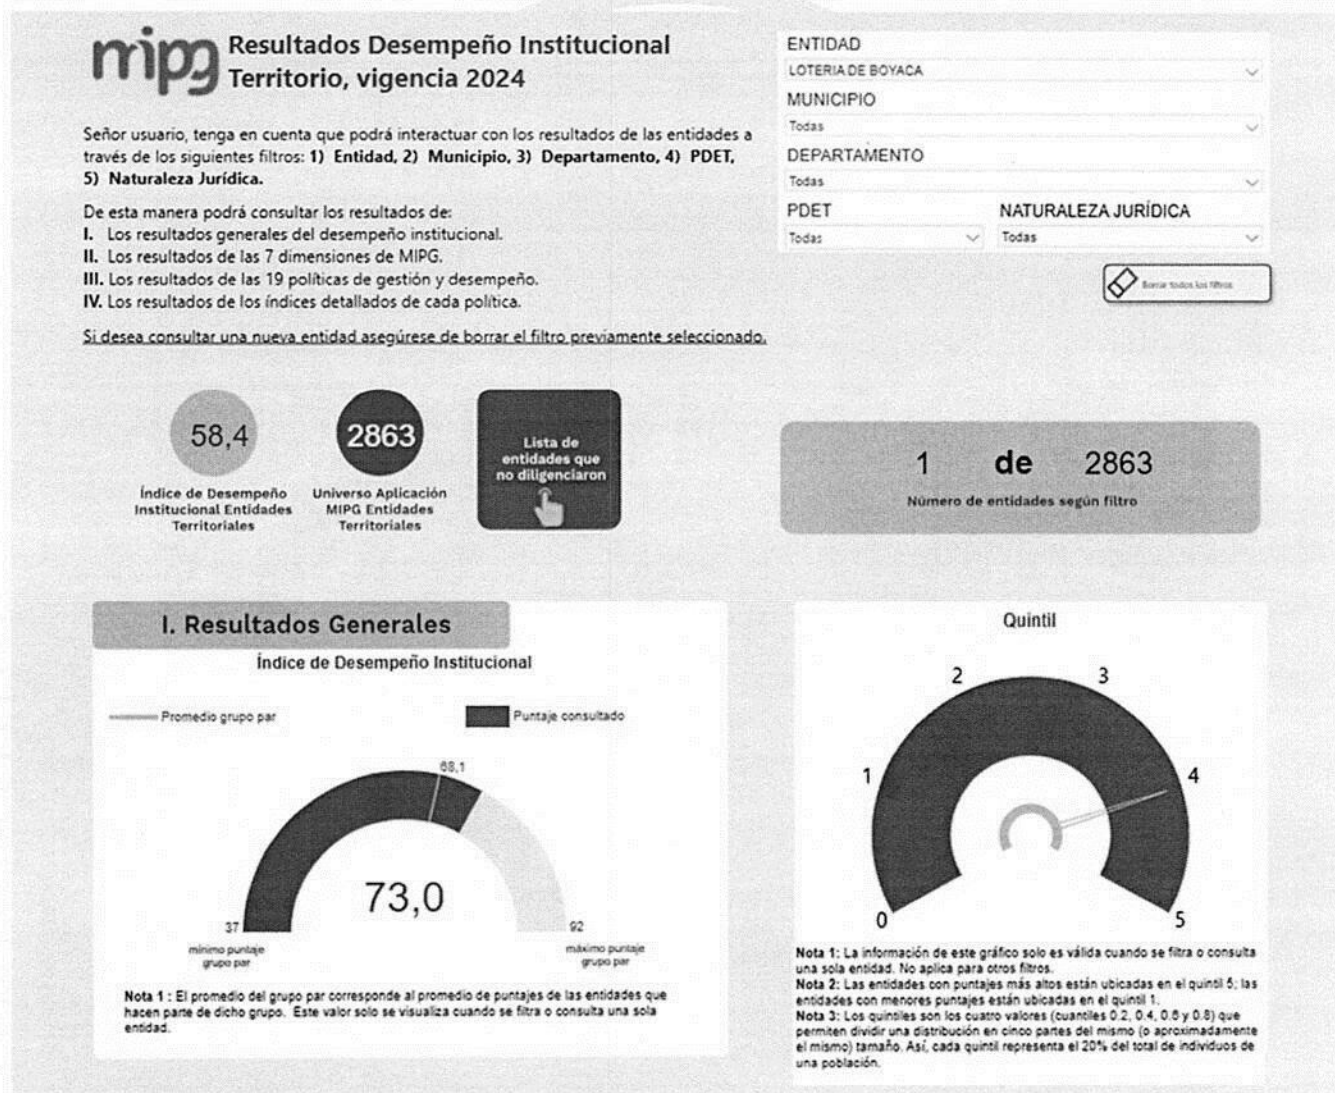 mipg
Resultados Desempeño Institucional
Territorio, vigencia 2024
Señor usuario, tenga en cuenta que podrá interactuar con los resultados de las entidades a
través de los siguientes filtros: 1) Entidad, 2) Municipio, 3) Departamento, 4) PDET,
5) Naturaleza Jurídica.
De esta manera podrá consultar los resultados de:
I. Los resultados generales del desempeño institucional.
II. Los resultados de las 7 dimensiones de MIPG.
III. Los resultados de las 19 políticas de gestión y desempeño.
IV. Los resultados de los índices detallados de cada política.
Si desea consultar una nueva entidad asegúrese de borrar el filtro previamente seleccionado.
ENTIDAD
LOTERIA DE BOYACA
MUNICIPIO
Todas
DEPARTAMENTO
Todas
PDET
Todas
NATURALEZA JURÍDICA
Todas
Borrar todos los filtros
58,4
Índice de Desempeño
Institucional Entidades
Territoriales
2863
Universo Aplicación
MIPG Entidades
Territoriales
Lista de
entidades que
no diligenciaron
1 de 2863
Número de entidades según filtro
I. Resultados Generales
Índice de Desempeño Institucional
Promedio grupo par
Puntaje consultado
68,1
73,0
37
mínimo puntaje
grupo par
92
máximo puntaje
grupo par
Nota 1 : El promedio del grupo par corresponde al promedio de puntajes de las entidades que
hacen parte de dicho grupo. Este valor solo se visualiza cuando se filtra o consulta una sola
entidad.
Quintil
0
1
2
3
4
5
Nota 1: La información de este gráfico solo es válida cuando se filtra o consulta
una sola entidad. No aplica para otros filtros.
Nota 2: Las entidades con puntajes más altos están ubicadas en el quintil 5; las
entidades con menores puntajes están ubicadas en el quintil 1.
Nota 3: Los quintiles son los cuatro valores (cuantiles 0.2, 0.4, 0.6 y 0.8) que
permiten dividir una distribución en cinco partes del mismo (o aproximadamente
el mismo) tamaño. Así, cada quintil representa el 20% del total de individuos de
una población.